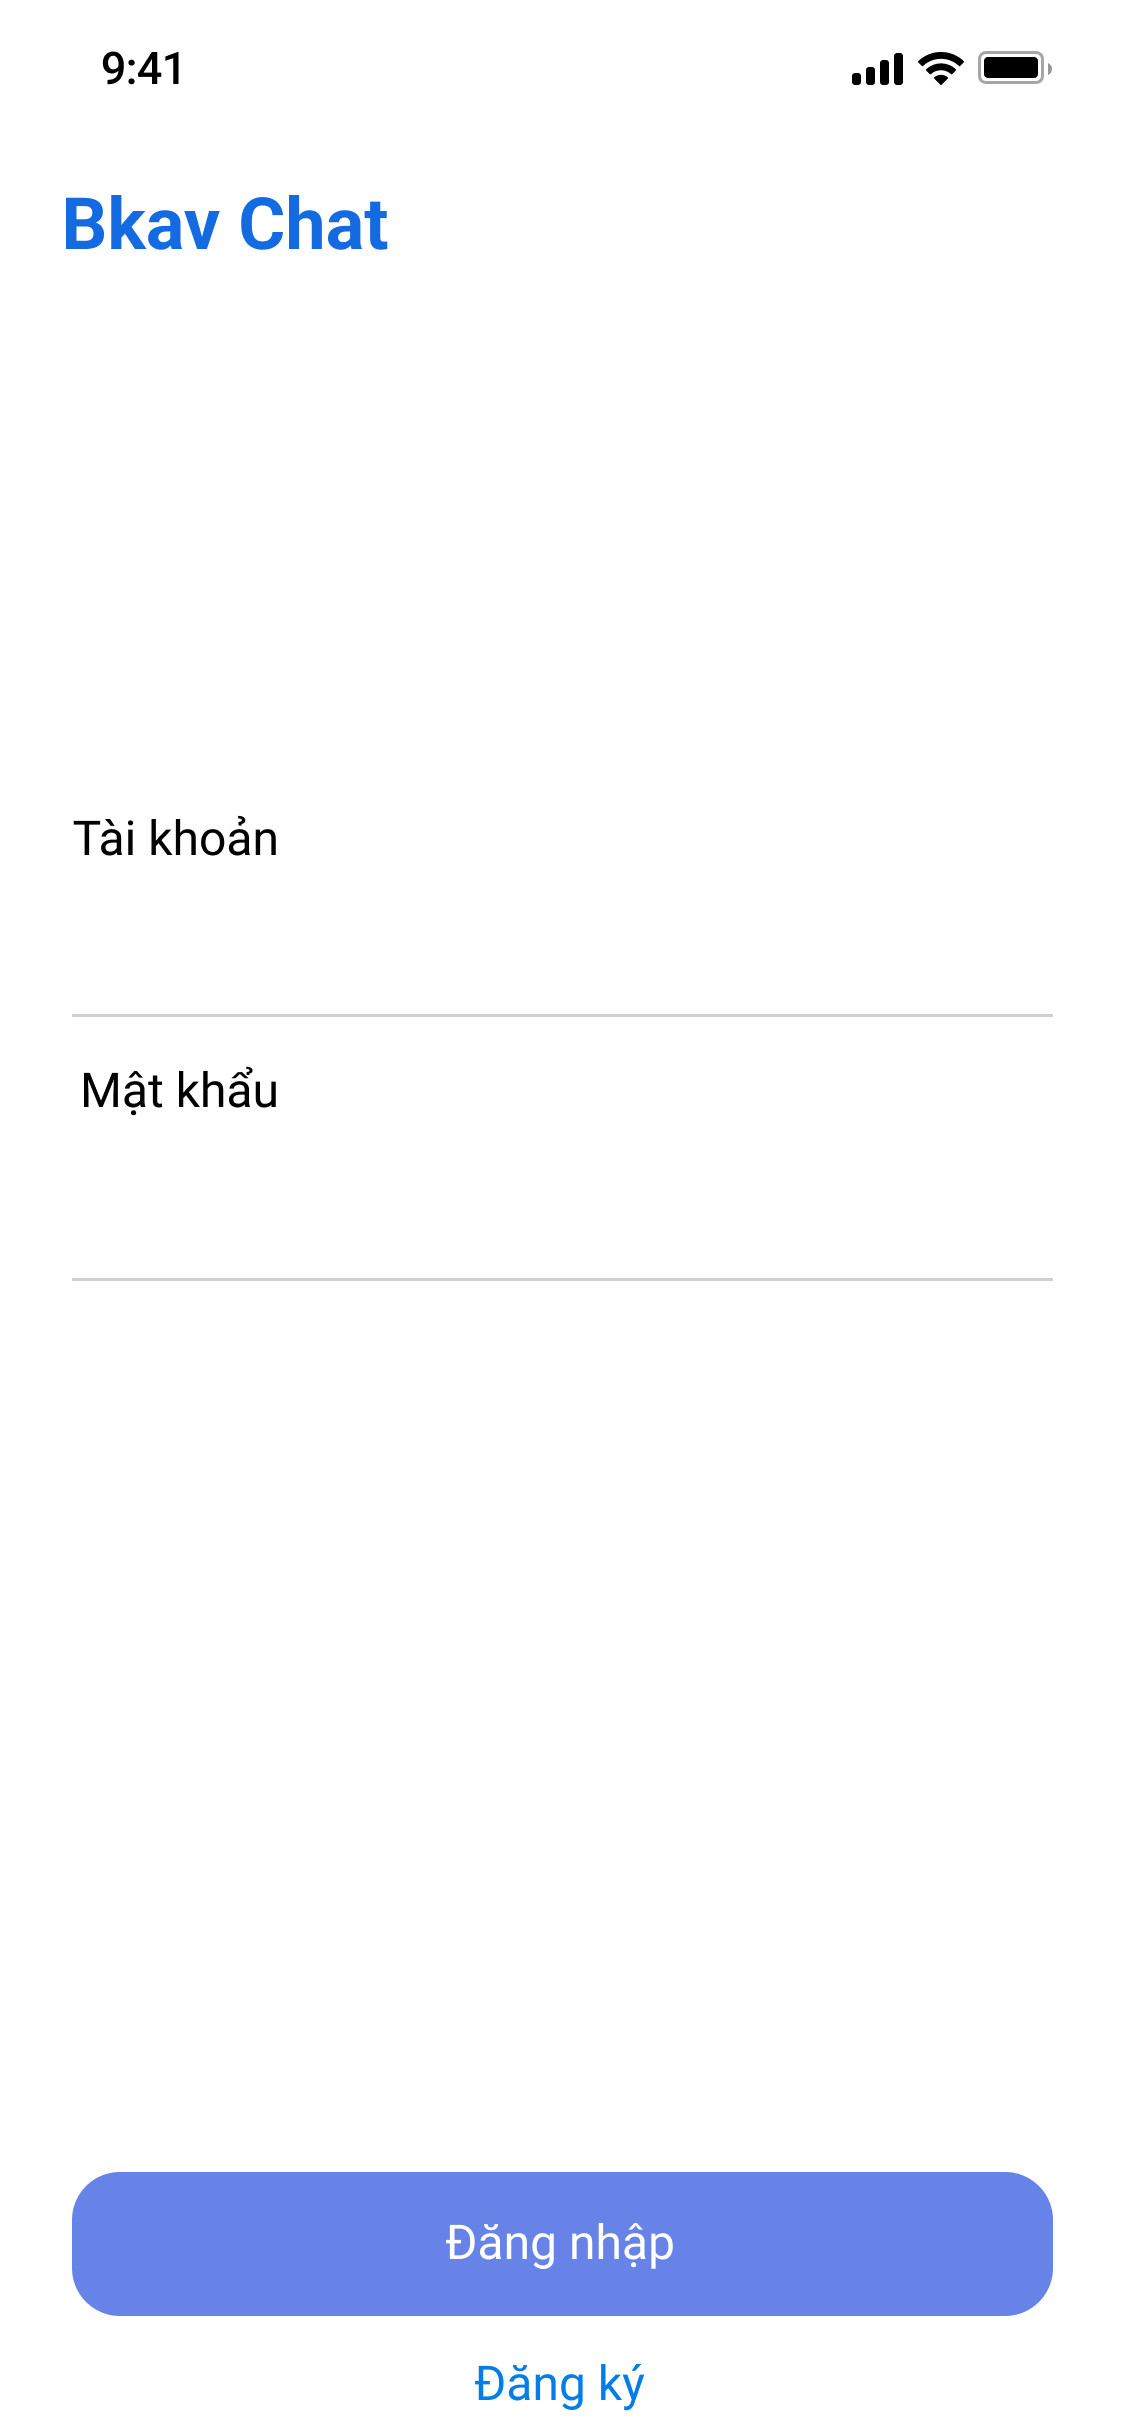 9:41
Bkav Chat
Tài khoản
Mật khẩu
Đăng nhập
Đăng ký